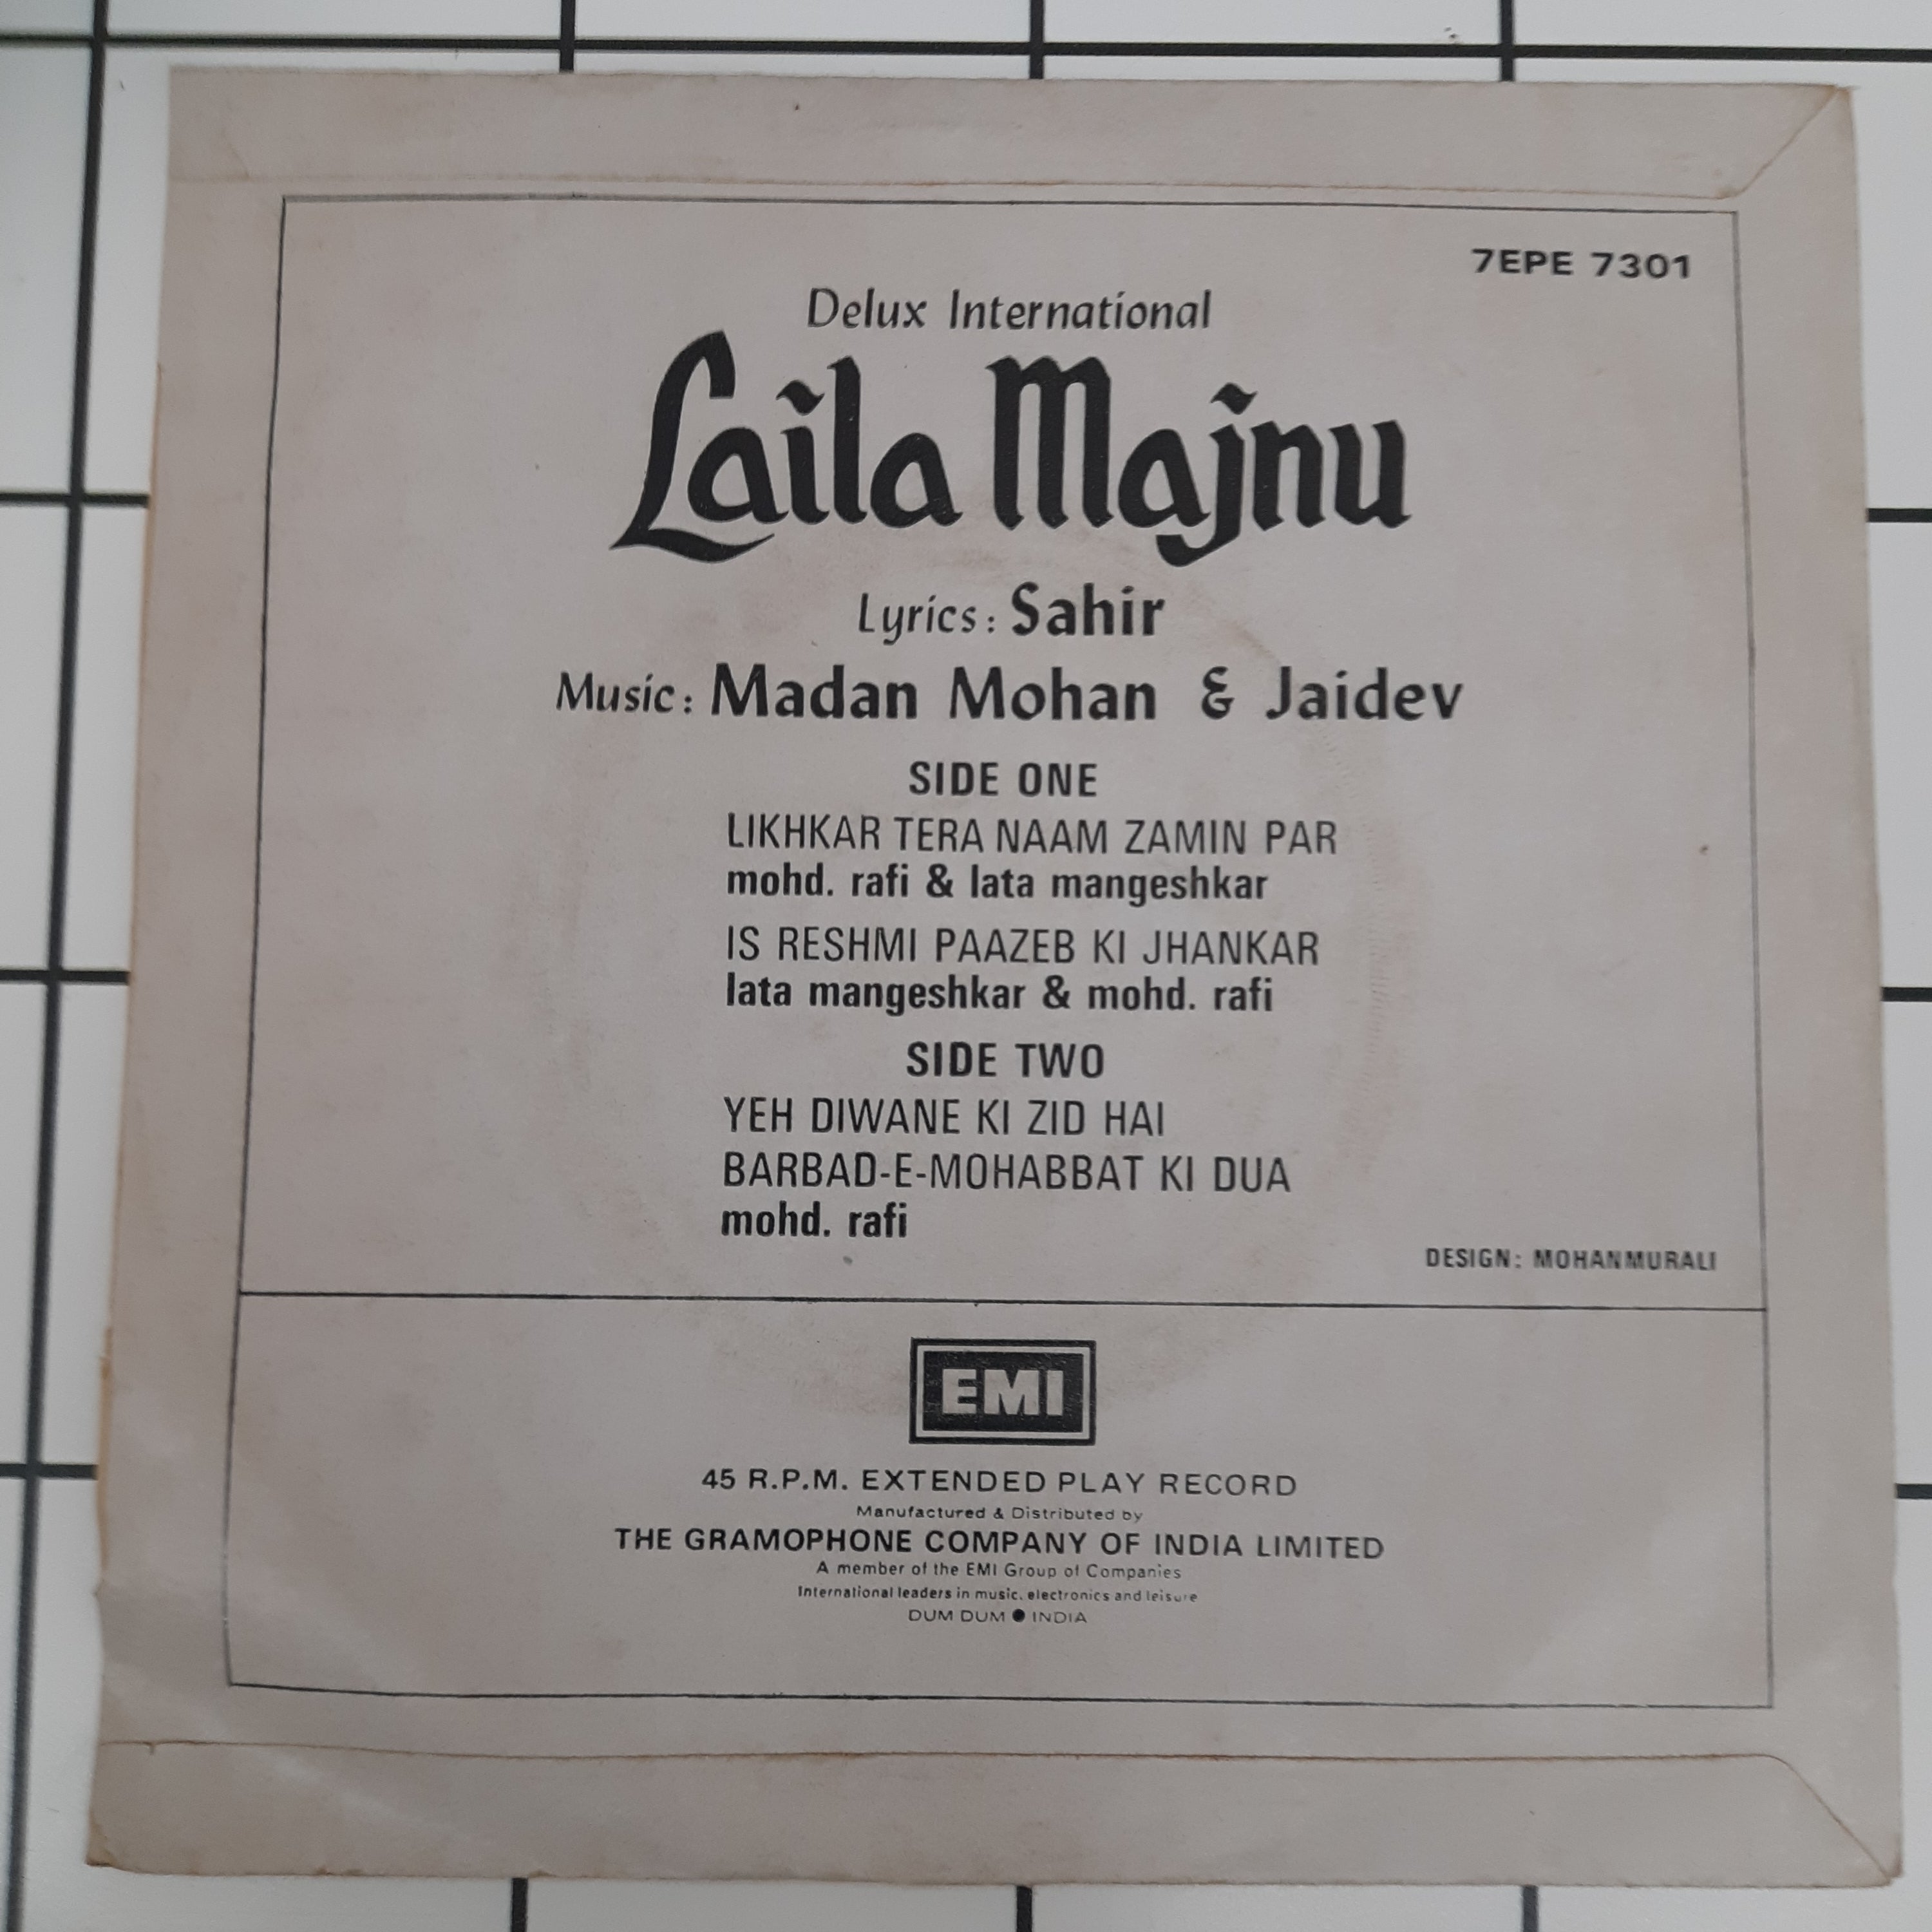 7EPE 7301
Delux International
Laila Majnu
Lyrics: Sahir
Music: Madan Mohan & Jaidev
SIDE ONE
LIKHKAR TERA NAAM ZAMIN PAR
mohd. rafi & lata mangeshkar
IS RESHMI PAAZEB KI JHANKAR
lata mangeshkar & mohd. rafi
SIDE TWO
YEH DIWANE KI ZID HAI
BARBAD-E-MOHABBAT KI DUA
mohd. rafi
DESIGN: MOHANMURALI
EMI
45 R.P.M. EXTENDED PLAY RECORD
Manufactured & Distributed by
THE GRAMOPHONE COMPANY OF INDIA LIMITED
A member of the EMI Group of Companies
International leaders in music, electronics and leisure
DUM DUM ● INDIA